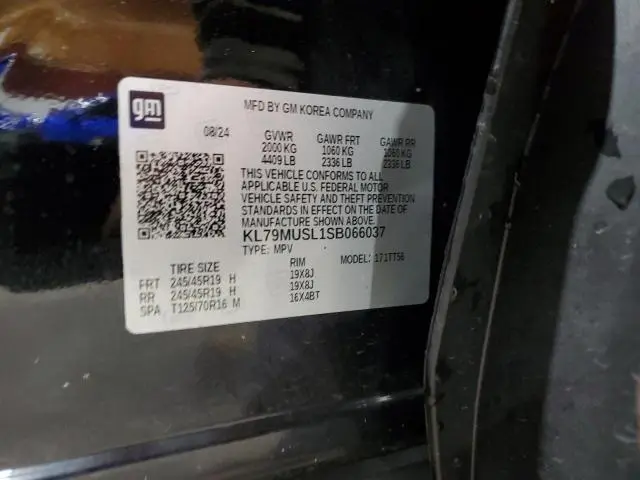 gm
MFD BY GM KOREA COMPANY
08/24 GVWR GAWR FRT GAWR RR
2000 KG 1060 KG 1060 KG
4409 LB 2336 LB 2336 LB
THIS VEHICLE CONFORMS TO ALL
APPLICABLE U.S. FEDERAL MOTOR
VEHICLE SAFETY AND THEFT PREVENTION
STANDARDS IN EFFECT ON THE DATE OF
MANUFACTURE SHOWN ABOVE.
KL79MUSL1SB066037
TYPE: MPV MODEL: 1TT56
TIRE SIZE RIM
FRT 245/45R19 H 19X8J
RR 245/45R19 H 19X8J
SPA T125/70R16 M 16X4BT